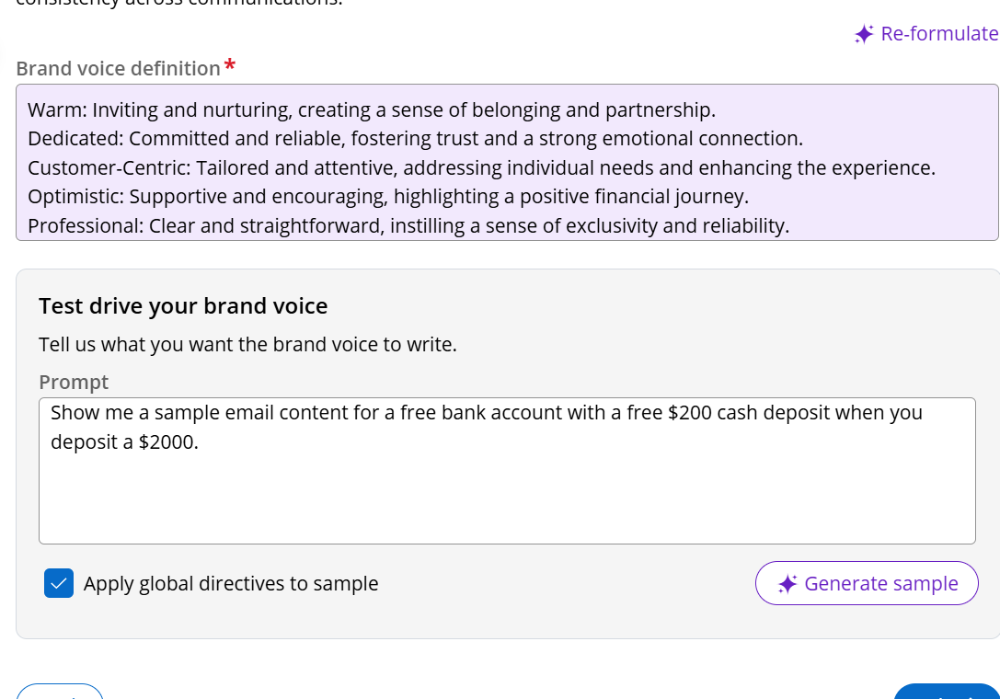 consistency across communications.
Re-formulate
Brand voice definition*
Warm: Inviting and nurturing, creating a sense of belonging and partnership.
Dedicated: Committed and reliable, fostering trust and a strong emotional connection.
Customer-Centric: Tailored and attentive, addressing individual needs and enhancing the experience.
Optimistic: Supportive and encouraging, highlighting a positive financial journey.
Professional: Clear and straightforward, instilling a sense of exclusivity and reliability.
Test drive your brand voice
Tell us what you want the brand voice to write.
Prompt
Show me a sample email content for a free bank account with a free $200 cash deposit when you
deposit a $2000.
Apply global directives to sample
Generate sample